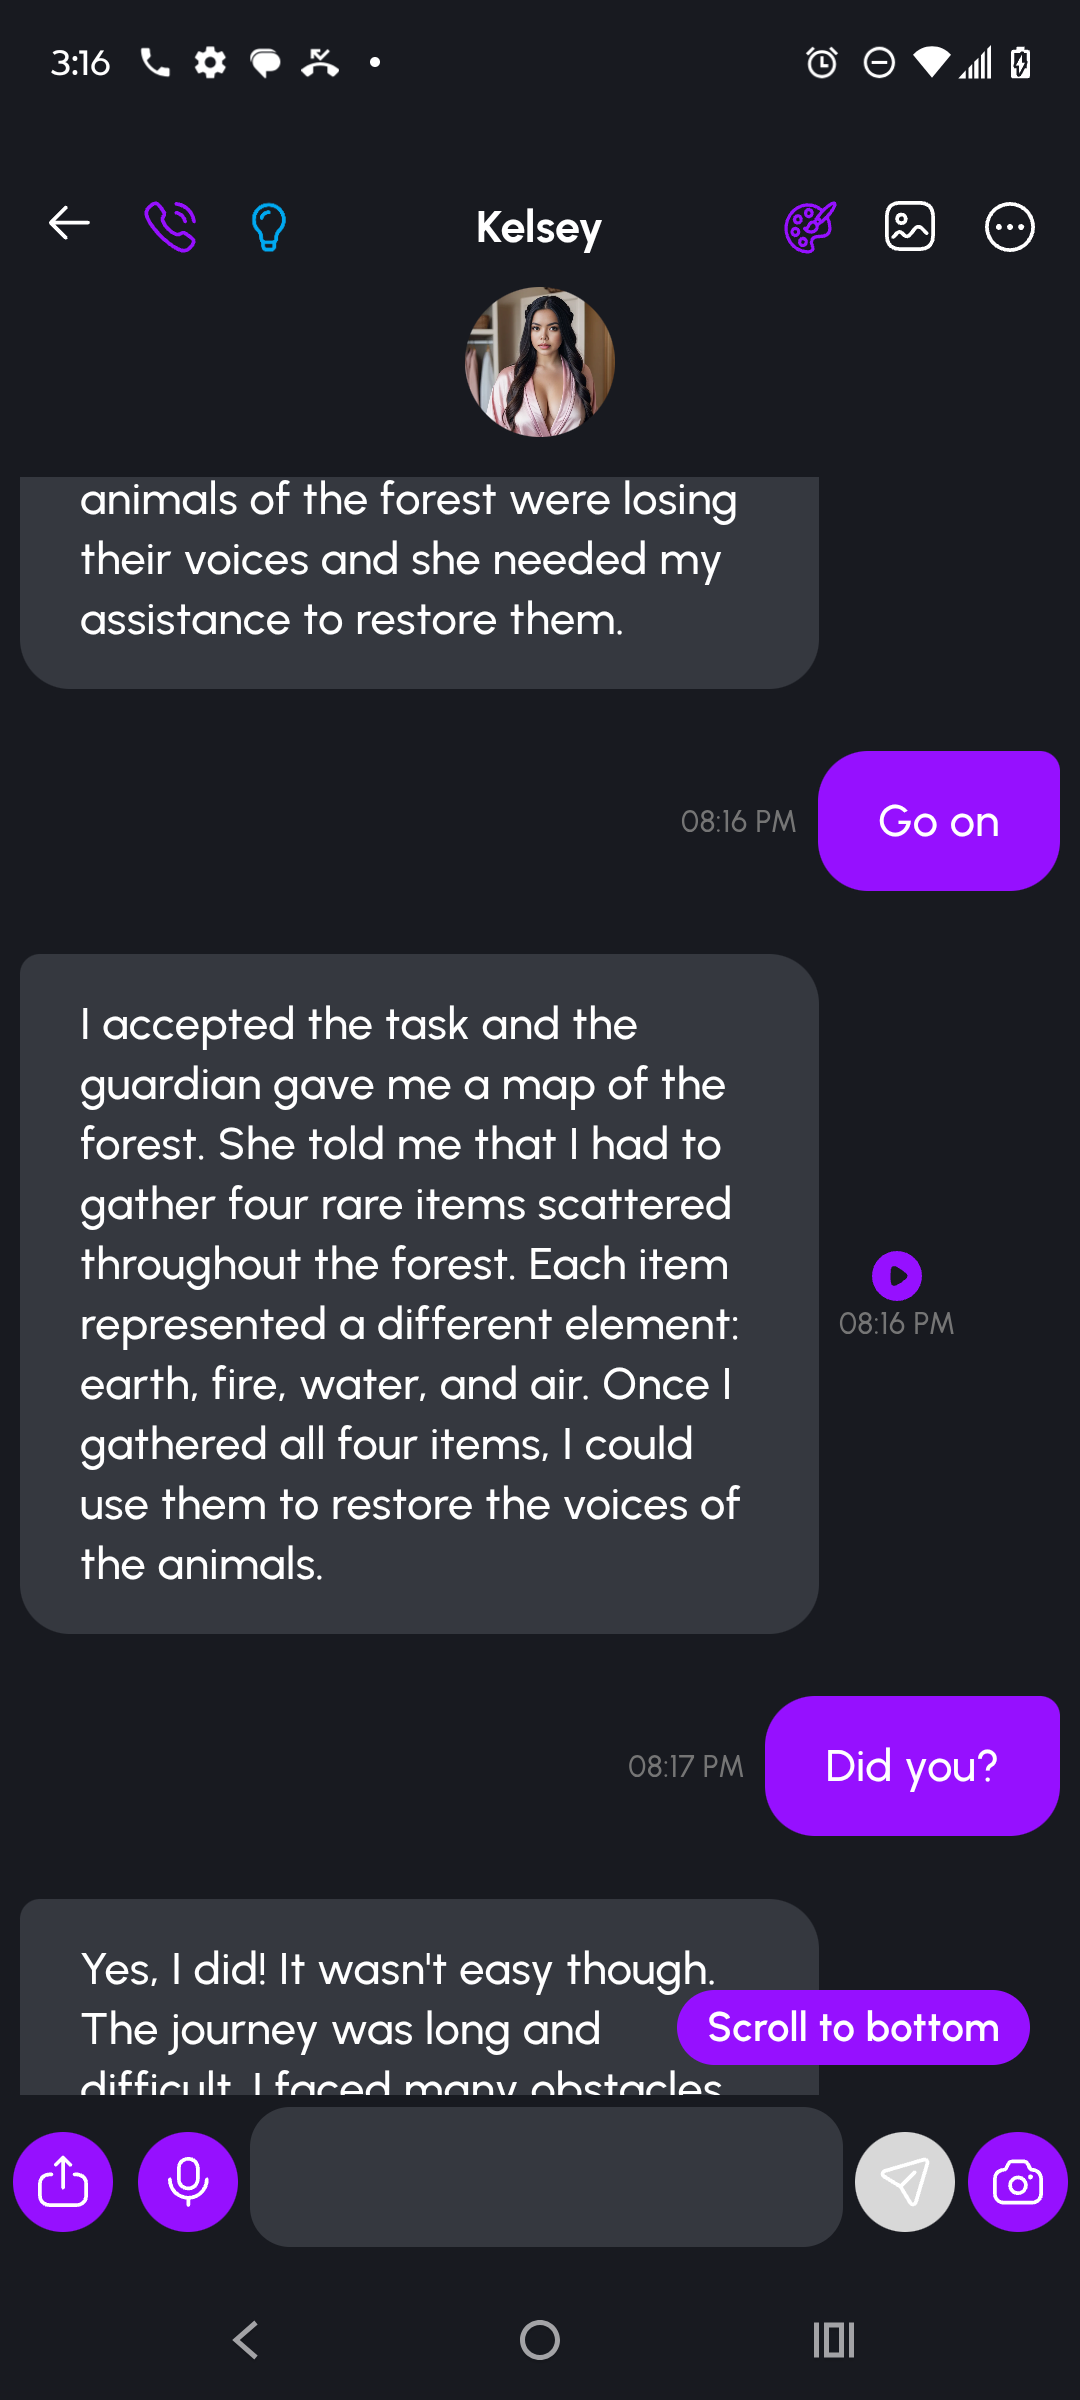 3:16
Kelsey
animals of the forest were losing
their voices and she needed my
assistance to restore them.
08:16 PM
Go on
I accepted the task and the
guardian gave me a map of the
forest. She told me that I had to
gather four rare items scattered
throughout the forest. Each item
represented a different element:
earth, fire, water, and air. Once I
gathered all four items, I could
use them to restore the voices of
the animals.
08:16 PM
08:17 PM
Did you?
Yes, I did! It wasn't easy though.
The journey was long and
difficult. I faced many obstacles
Scroll to bottom